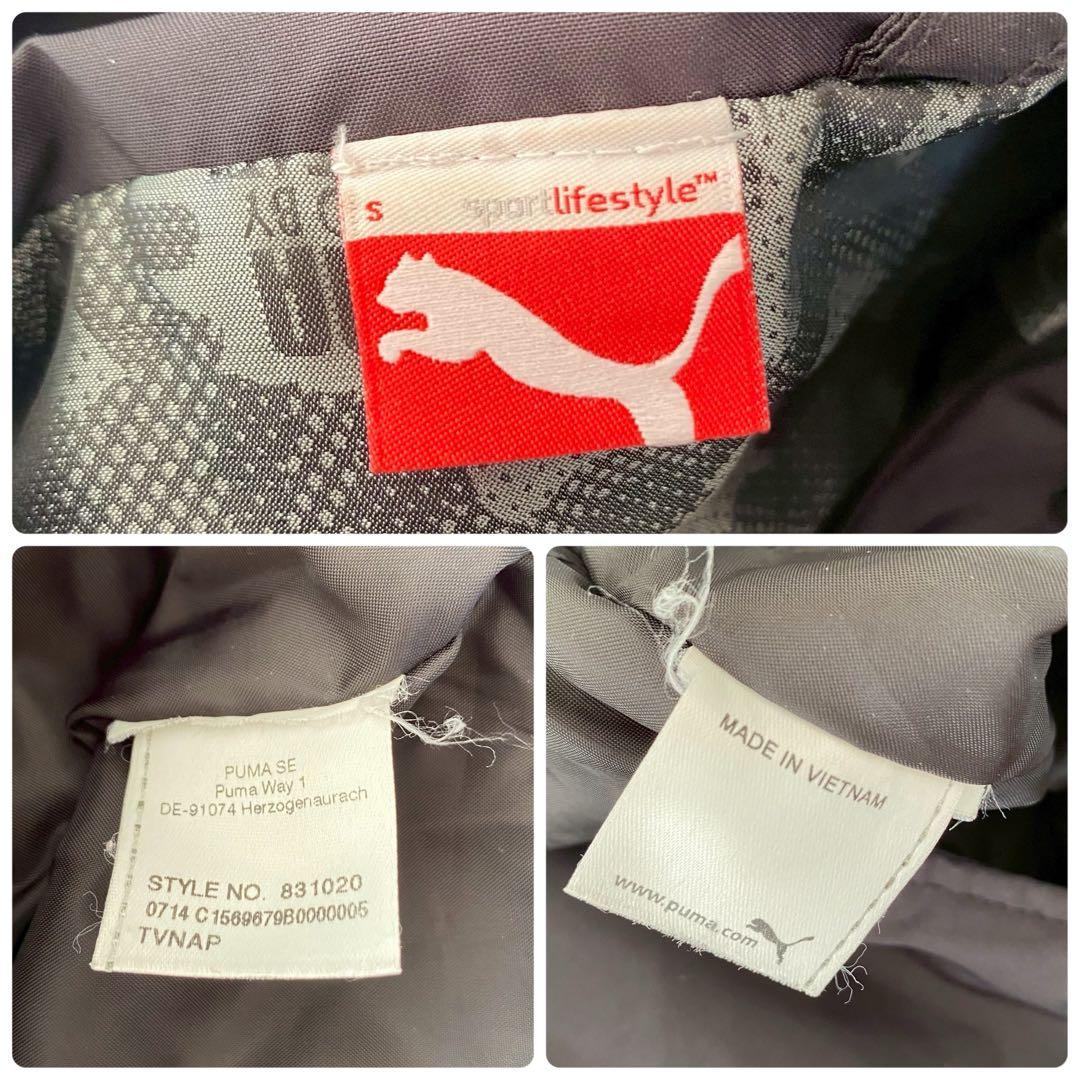 BY
S
sportlifestyle™
PUMA SE
Puma Way 1
DE-91074 Herzogenaurach
STYLE NO. 831020
0714 C1569679B0000005
TVNAP
MADE IN VIETNAM
www.puma.com